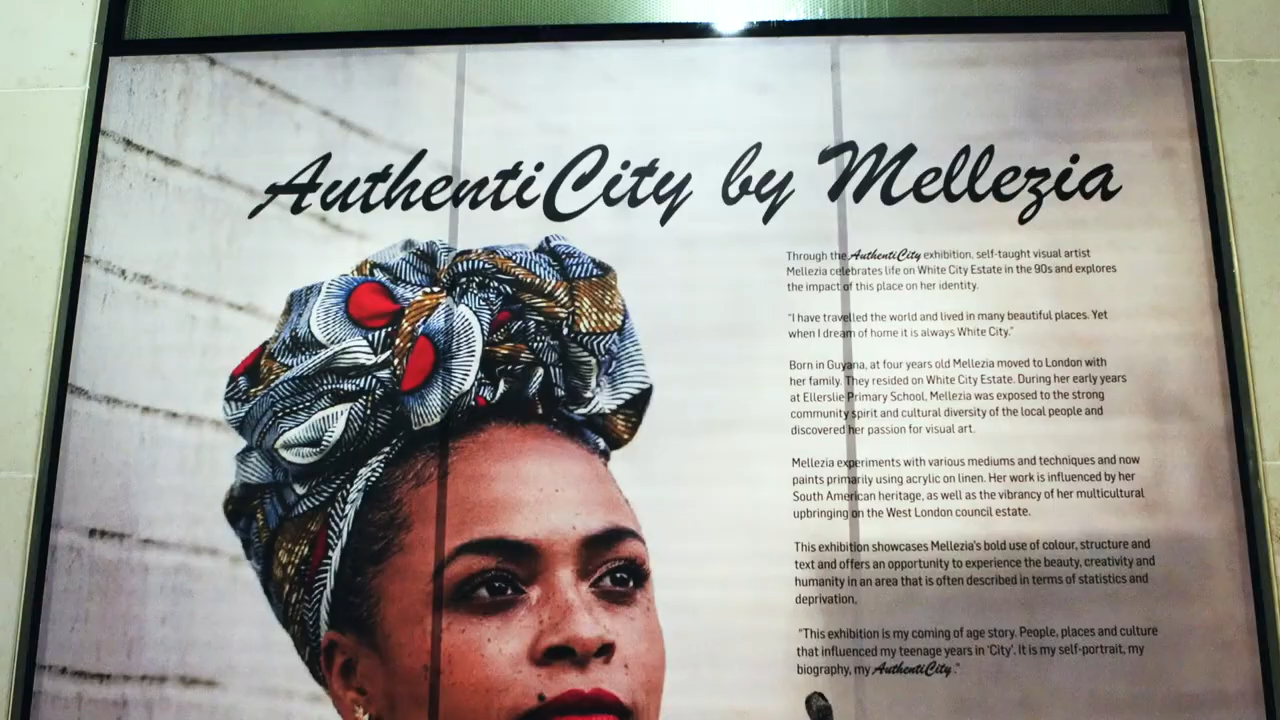 AuthentiCity by Mellezia
Through the AuthentiCity exhibition, self-taught visual artist
Mellezia celebrates life on White City Estate in the 90s and explores
the impact of this place on her identity.
"I have travelled the world and lived in many beautiful places. Yet
when I dream of home it is always White City."
Born in Guyana, at four years old Mellezia moved to London with
her family. They resided on White City Estate. During her early years
at Ellerslie Primary School, Mellezia was exposed to the strong
community spirit and cultural diversity of the local people and
discovered her passion for visual art.
Mellezia experiments with various mediums and techniques and now
paints primarily using acrylic on linen. Her work is influenced by her
South American heritage, as well as the vibrancy of her multicultural
upbringing on the West London council estate.
This exhibition showcases Mellezia's bold use of colour, structure and
text and offers an opportunity to experience the beauty, creativity and
humanity in an area that is often described in terms of statistics and
deprivation.
"This exhibition is my coming of age story. People, places and culture
that influenced my teenage years in 'City'. It is my self-portrait, my
biography, my AuthentiCity."